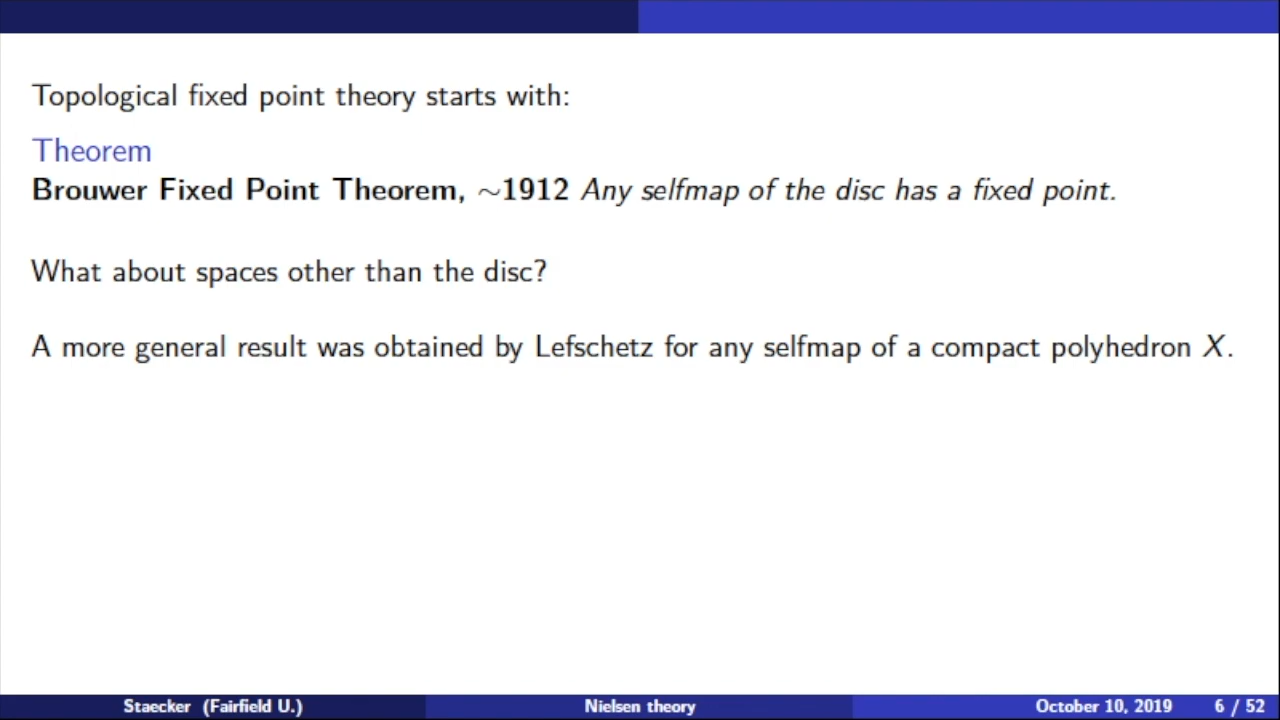 Topological fixed point theory starts with:
Theorem
Brouwer Fixed Point Theorem, ~1912 Any selfmap of the disc has a fixed point.
What about spaces other than the disc?
A more general result was obtained by Lefschetz for any selfmap of a compact polyhedron X.
Staecker (Fairfield U.) Nielsen theory October 10, 2019 6 / 52